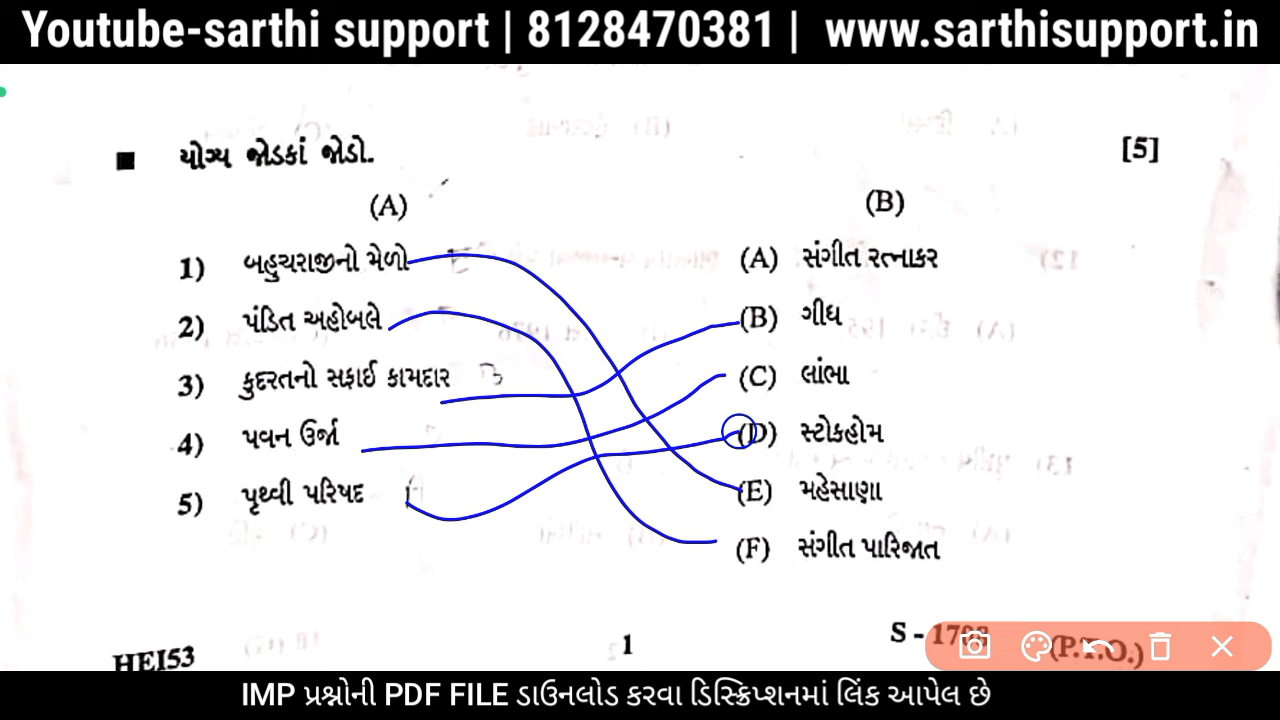 Youtube-sarthi support | 8128470381 | www.sarthisupport.in
■ યોગ્ય જોડકાં જોડો. [5]
(A) (B)
1) બહુચરાજીનો મેળો (A) સંગીત રત્નાકર
2) પંડિત અહોબલે (B) ગીધ
3) કુદરતનો સફાઈ કામદાર (C) લાંભા
4) પવન ઉર્જા (D) સ્ટોકહોમ
5) પૃથ્વી પરિષદ (E) મહેસાણા
(F) સંગીત પારિજાત
HEI53 1 S - (P.T.O.)
IMP પ્રશ્નોની PDF FILE ડાઉનલોડ કરવા ડિસ્ક્રિપ્શનમાં લિંક આપેલ છે